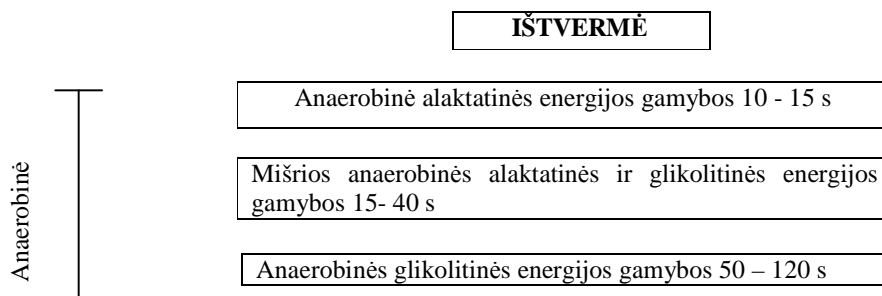 IŠTVERMĖ
Anaerobinė alaktatinės energijos gamybos 10 - 15 s
Mišrios anaerobinės alaktatinės ir glikolitinės energijos
gamybos 15- 40 s
Anaerobinės glikolitinės energijos gamybos 50 – 120 s
Anaerobinė